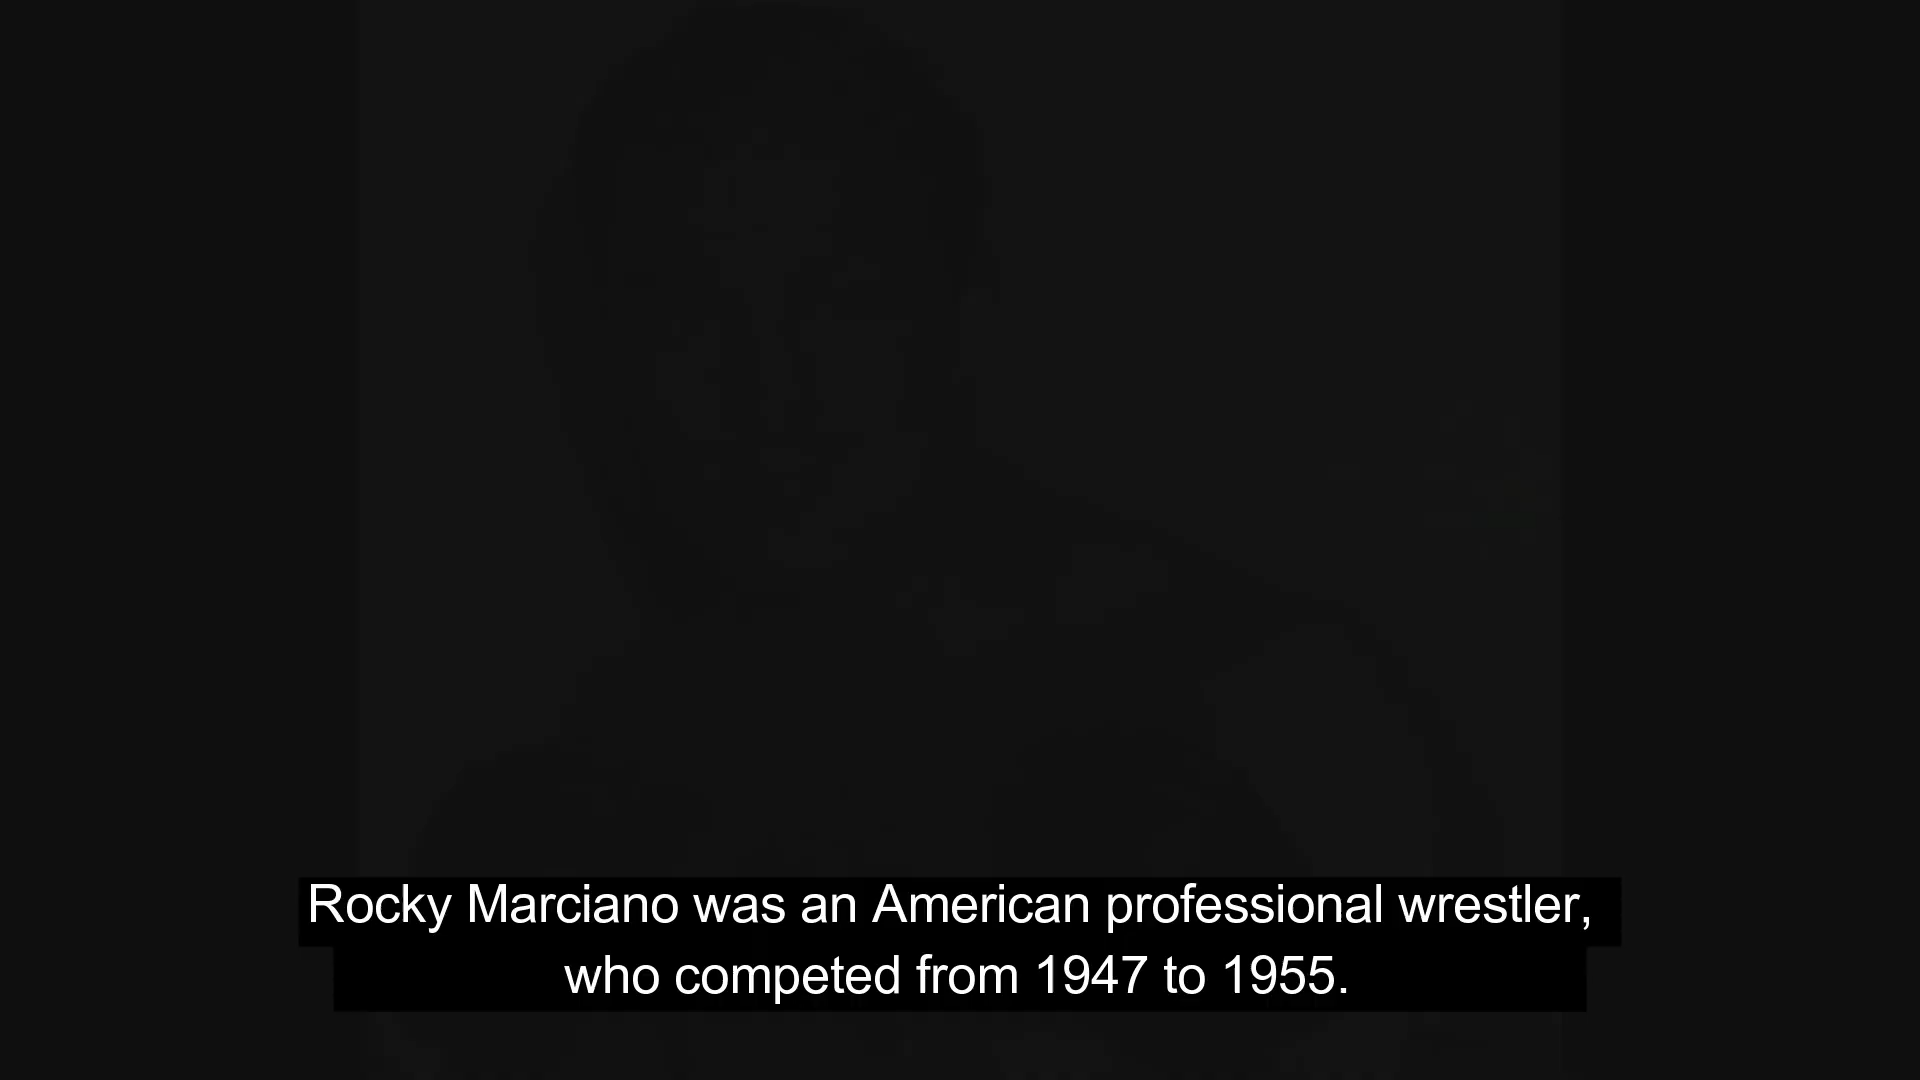 Rocky Marciano was an American professional wrestler,
who competed from 1947 to 1955.